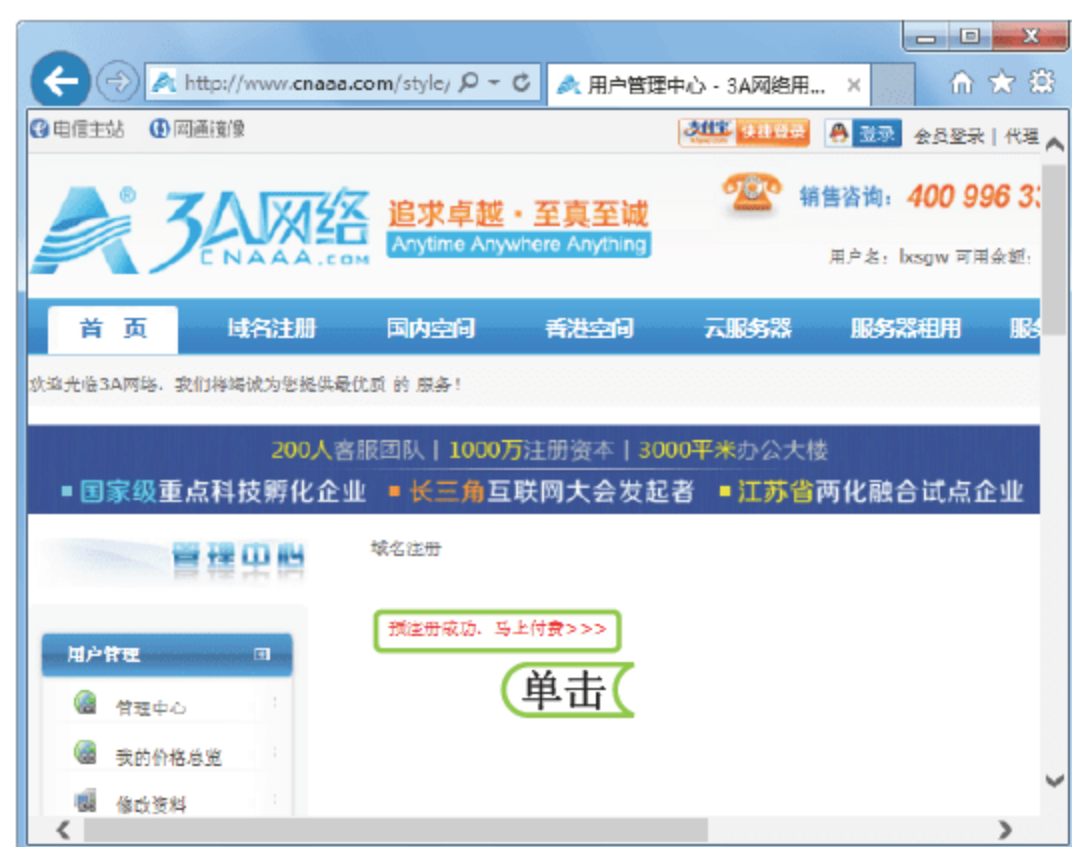 http://www.cnaaa.com/style/
用户管理中心 - 3A网络用...
电信主站 网通镜像
支付宝 快捷登录 登录 会员登录 | 代理
3A网络
CNAAA.COM
追求卓越·至真至诚
Anytime Anywhere Anything
销售咨询：400 996 33
用户名：lxsgw 可用余额：
首 页 域名注册 国内空间 香港空间 云服务器 服务器租用 服务
欢迎光临3A网络，我们将竭诚为您提供最优质 的 服务！
200人客服团队 | 1000万注册资本 | 3000平米办公大楼
国家级重点科技孵化企业 长三角互联网大会发起者 江苏省两化融合试点企业
管理中心
域名注册
预注册成功，马上付费>>>
单击
用户管理
管理中心
我的价格总览
修改资料